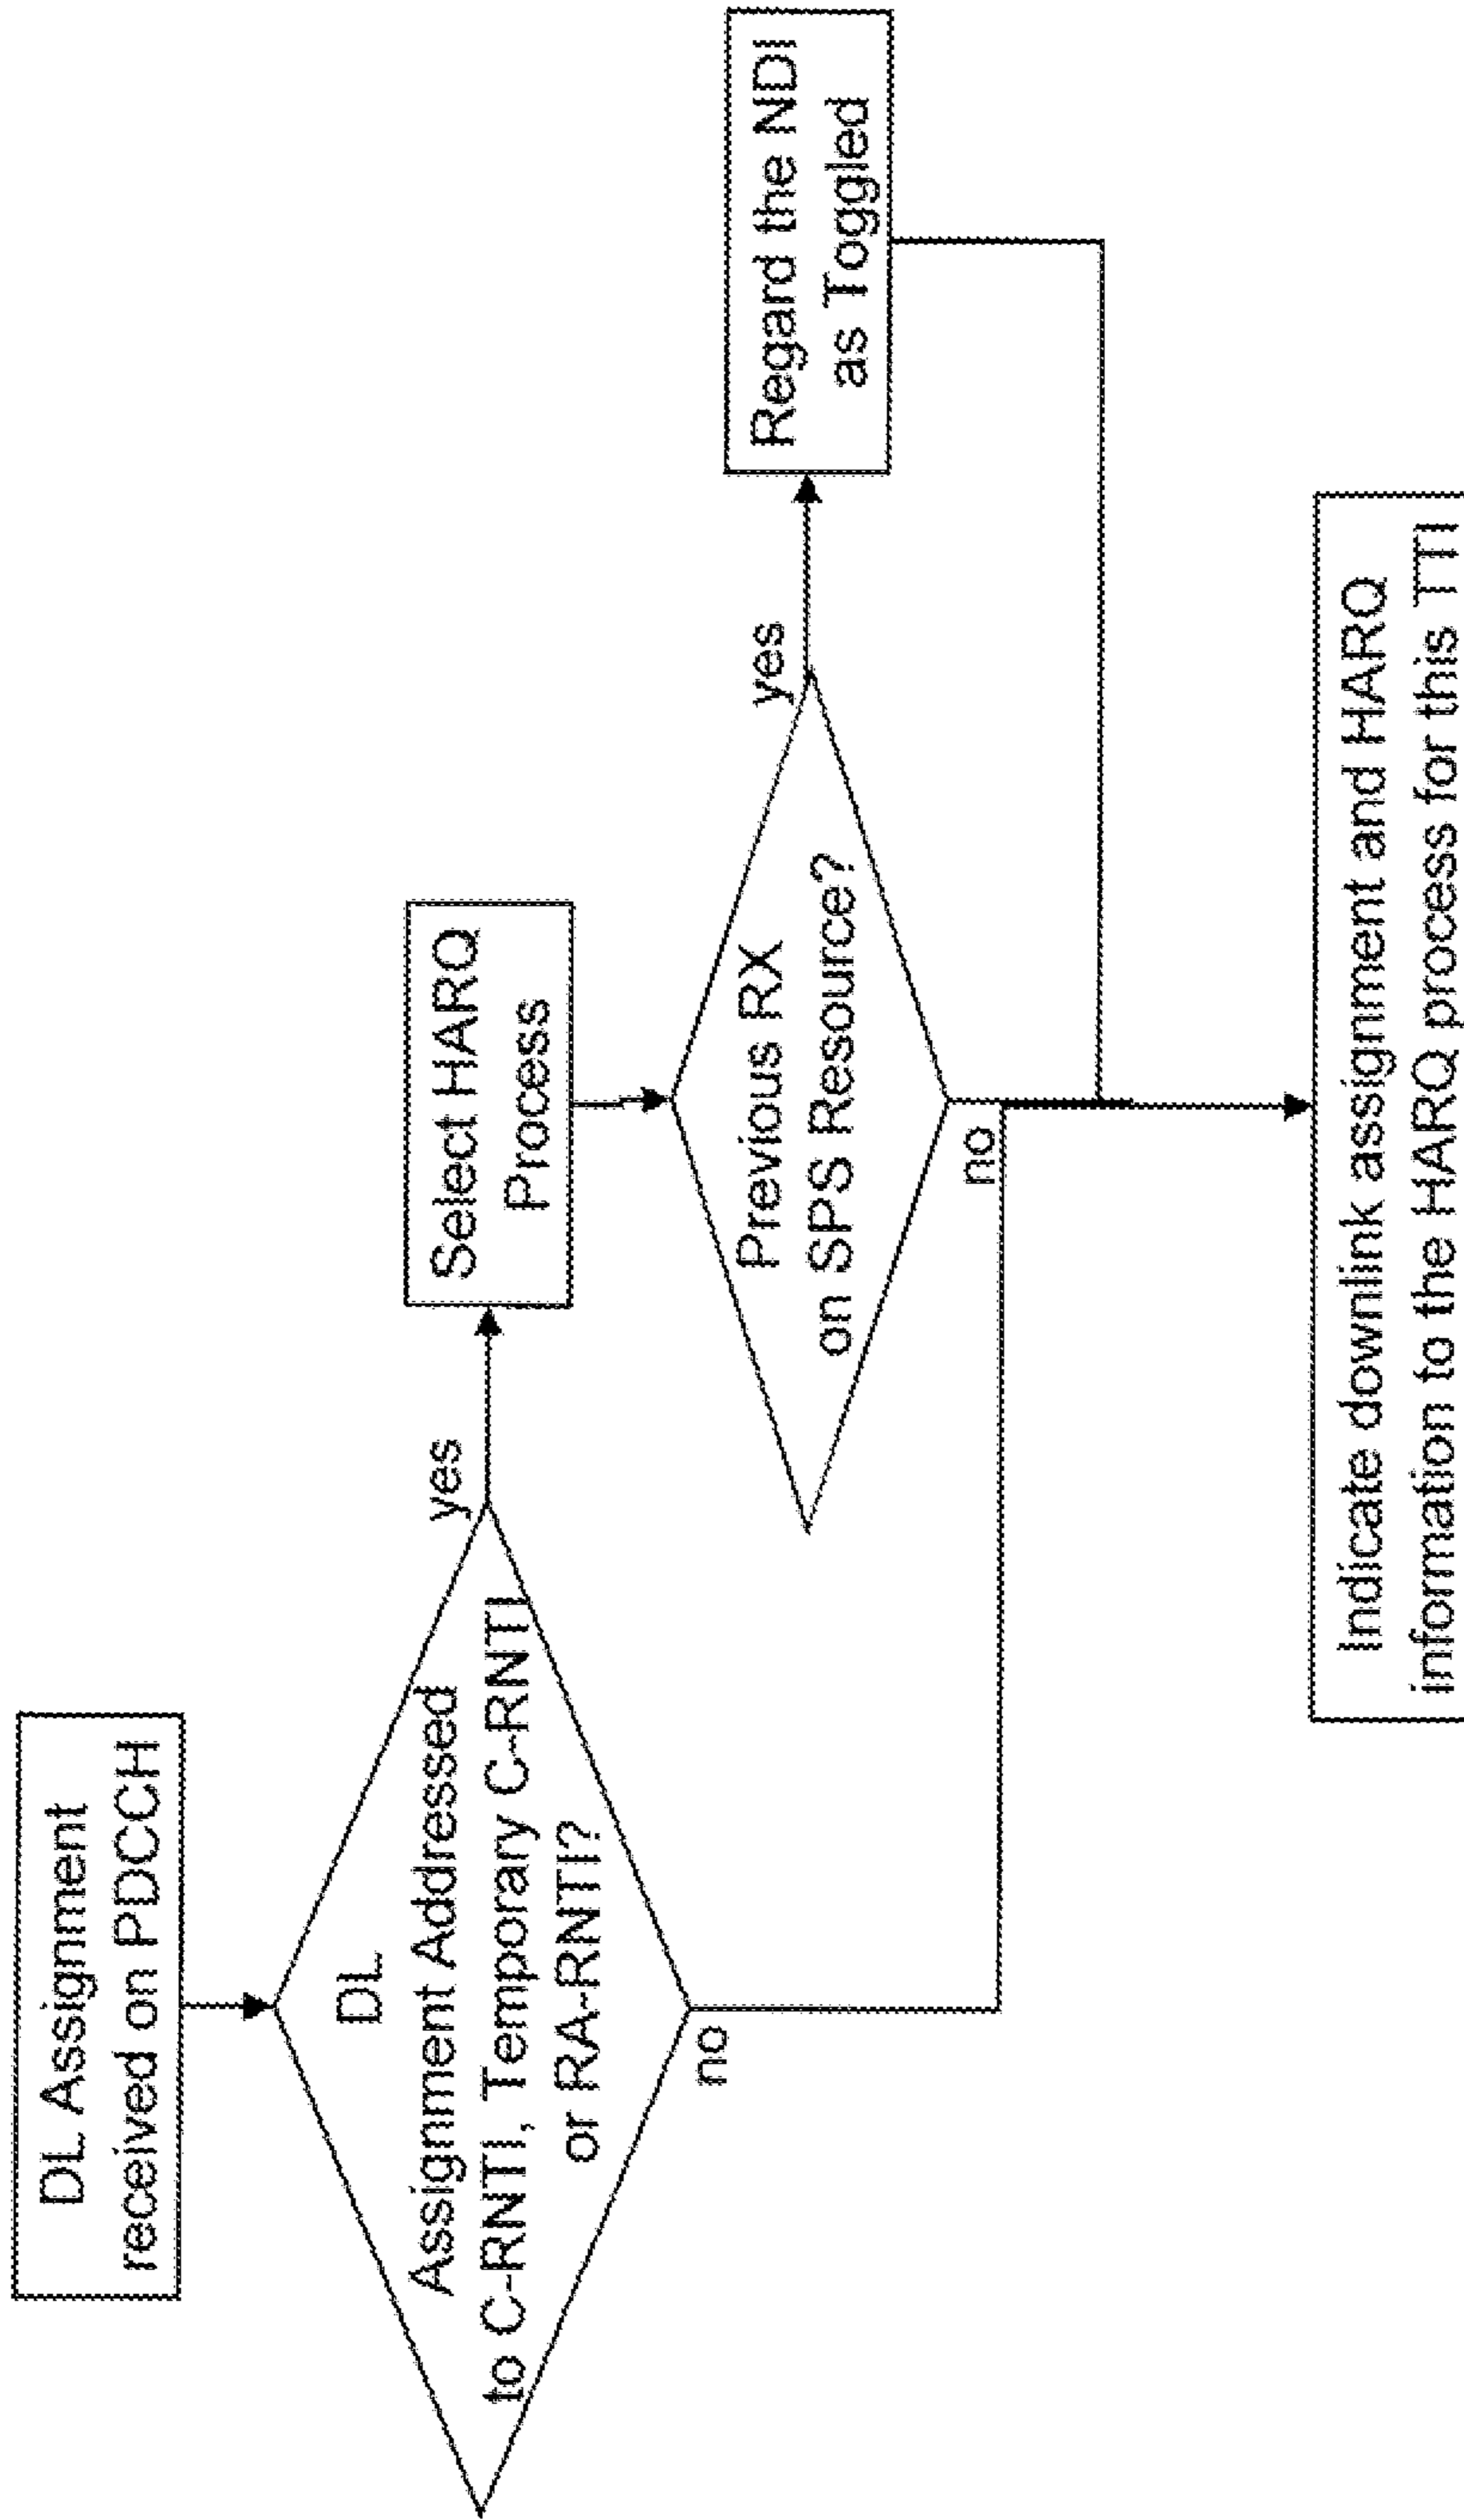 DL Assignment
received on PDCCH
DL
Assignment Addressed
to C-RNTI, Temporary C-RNTI
or RA-RNTI?
yes
no
Select HARQ
Process
Previous RX
on SPS Resource?
yes
no
Regard the NDI
as Toggled
Indicate downlink assignment and HARQ
information to the HARQ process for this TTI